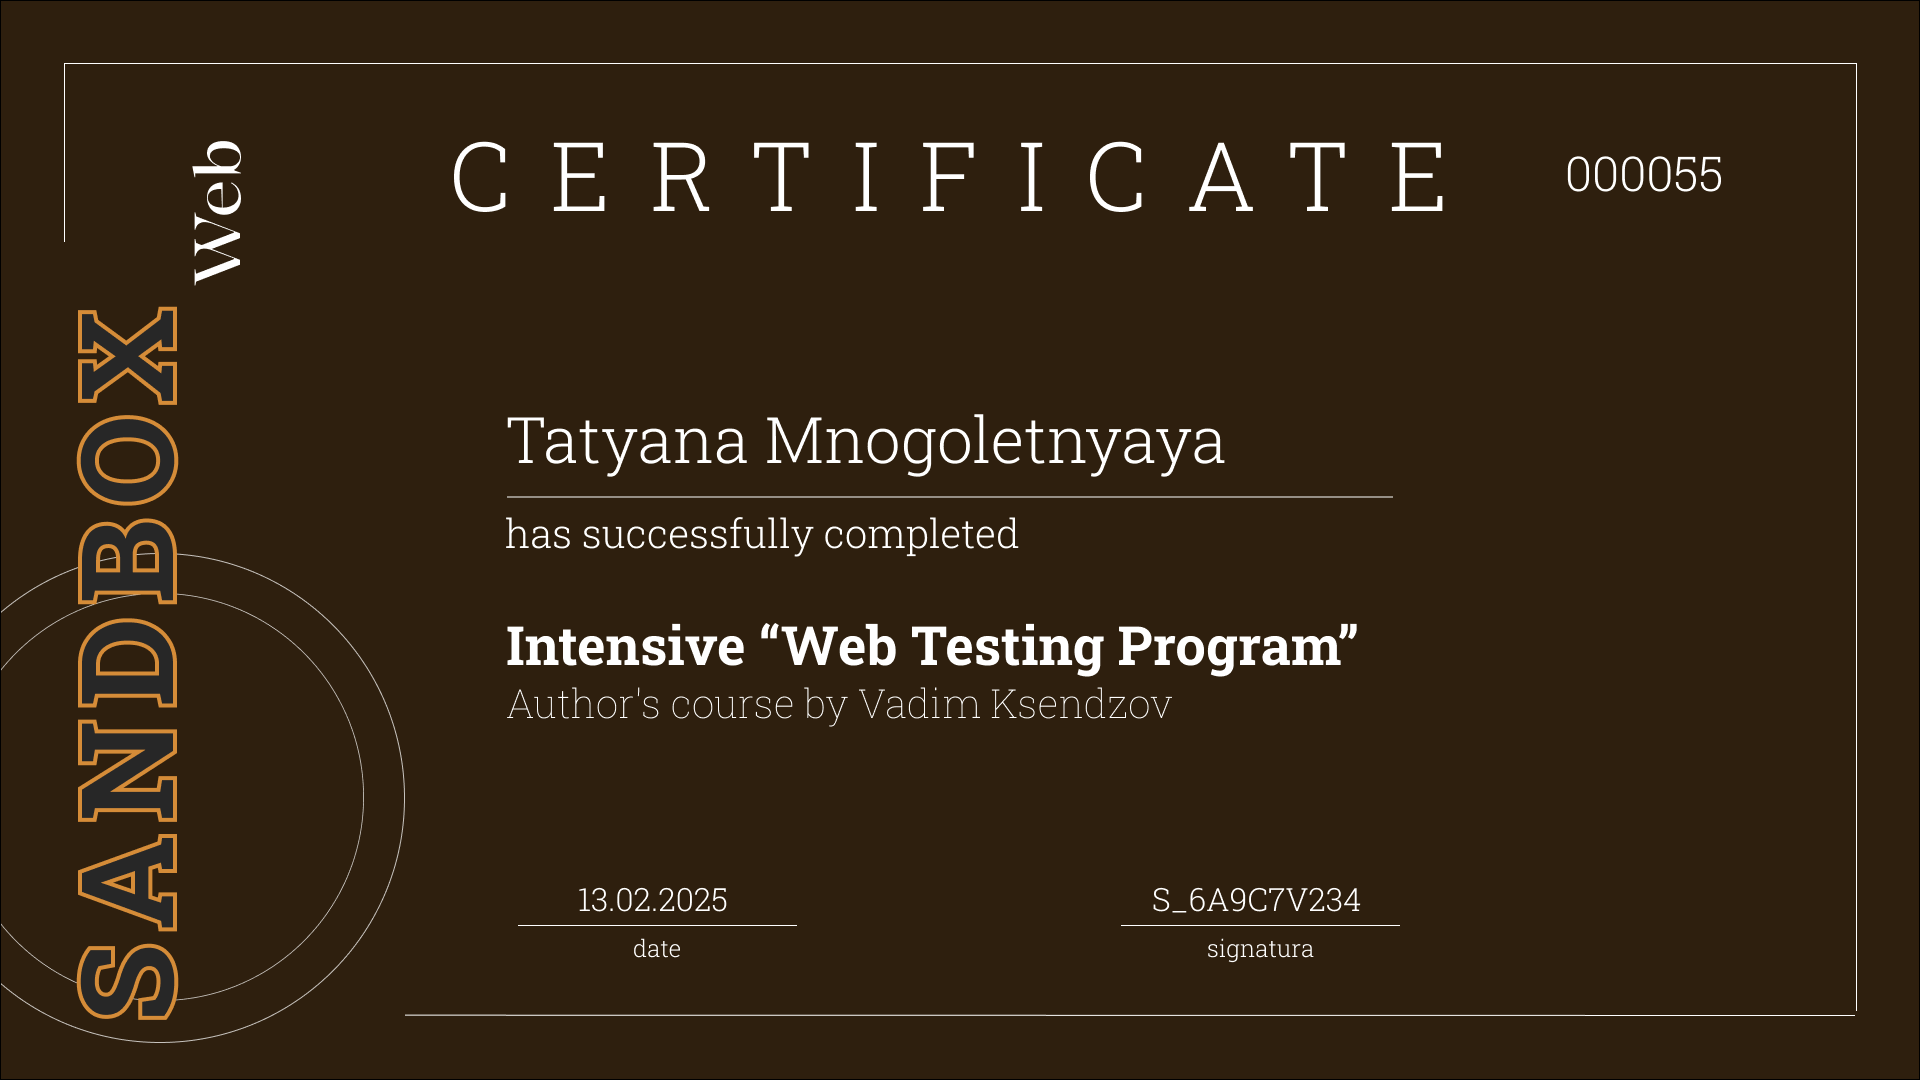 CERTIFICATE
000055
Web
SANDBOX
Tatyana Mnogoletnyaya
has successfully completed
Intensive “Web Testing Program”
Author's course by Vadim Ksendzov
13.02.2025
date
S_6A9C7V234
signatura